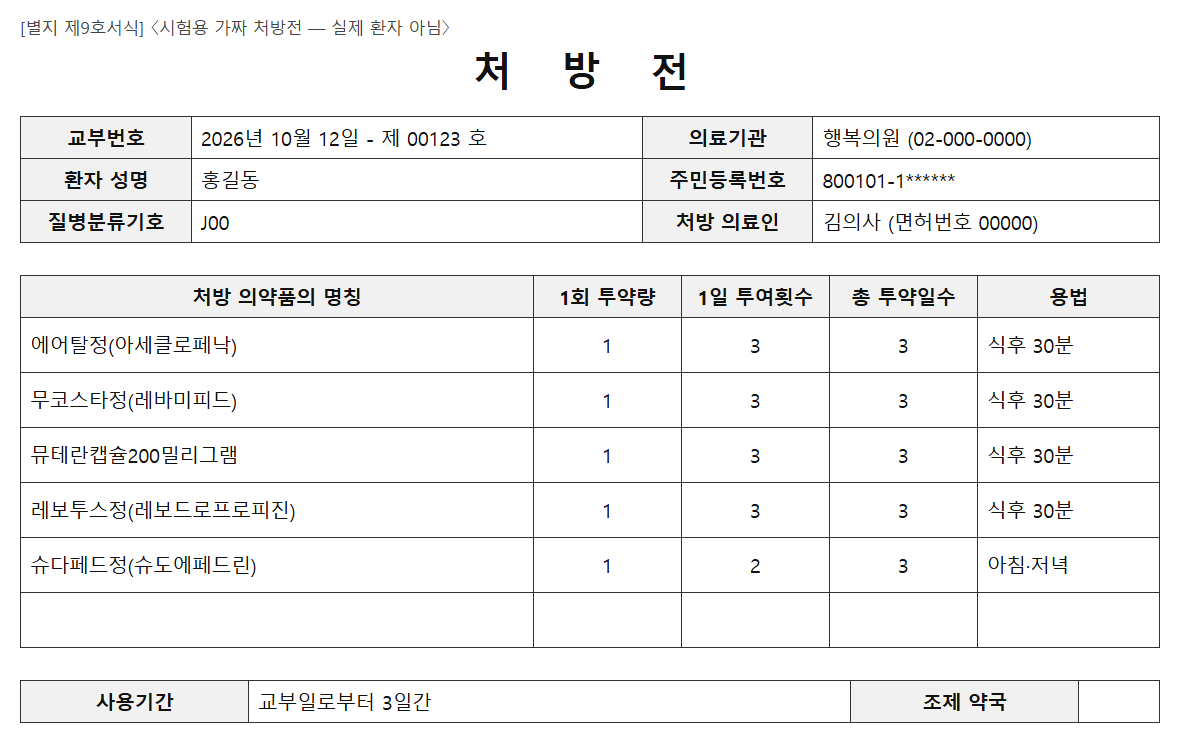 [별지 제9호서식] 〈시험용 가짜 처방전 — 실제 환자 아님〉
처 방 전
교부번호 2026년 10월 12일 - 제 00123 호 의료기관 행복의원 (02-000-0000)
환자 성명 홍길동 주민등록번호 800101-1******
질병분류기호 J00 처방 의료인 김의사 (면허번호 00000)
처방 의약품의 명칭 1회 투약량 1일 투여횟수 총 투약일수 용법
에어탈정(아세클로페낙) 1 3 3 식후 30분
무코스타정(레바미피드) 1 3 3 식후 30분
뮤테란캡슐200밀리그램 1 3 3 식후 30분
레보투스정(레보드로프로피진) 1 3 3 식후 30분
슈다페드정(슈도에페드린) 1 2 3 아침·저녁
사용기간 교부일로부터 3일간 조제 약국